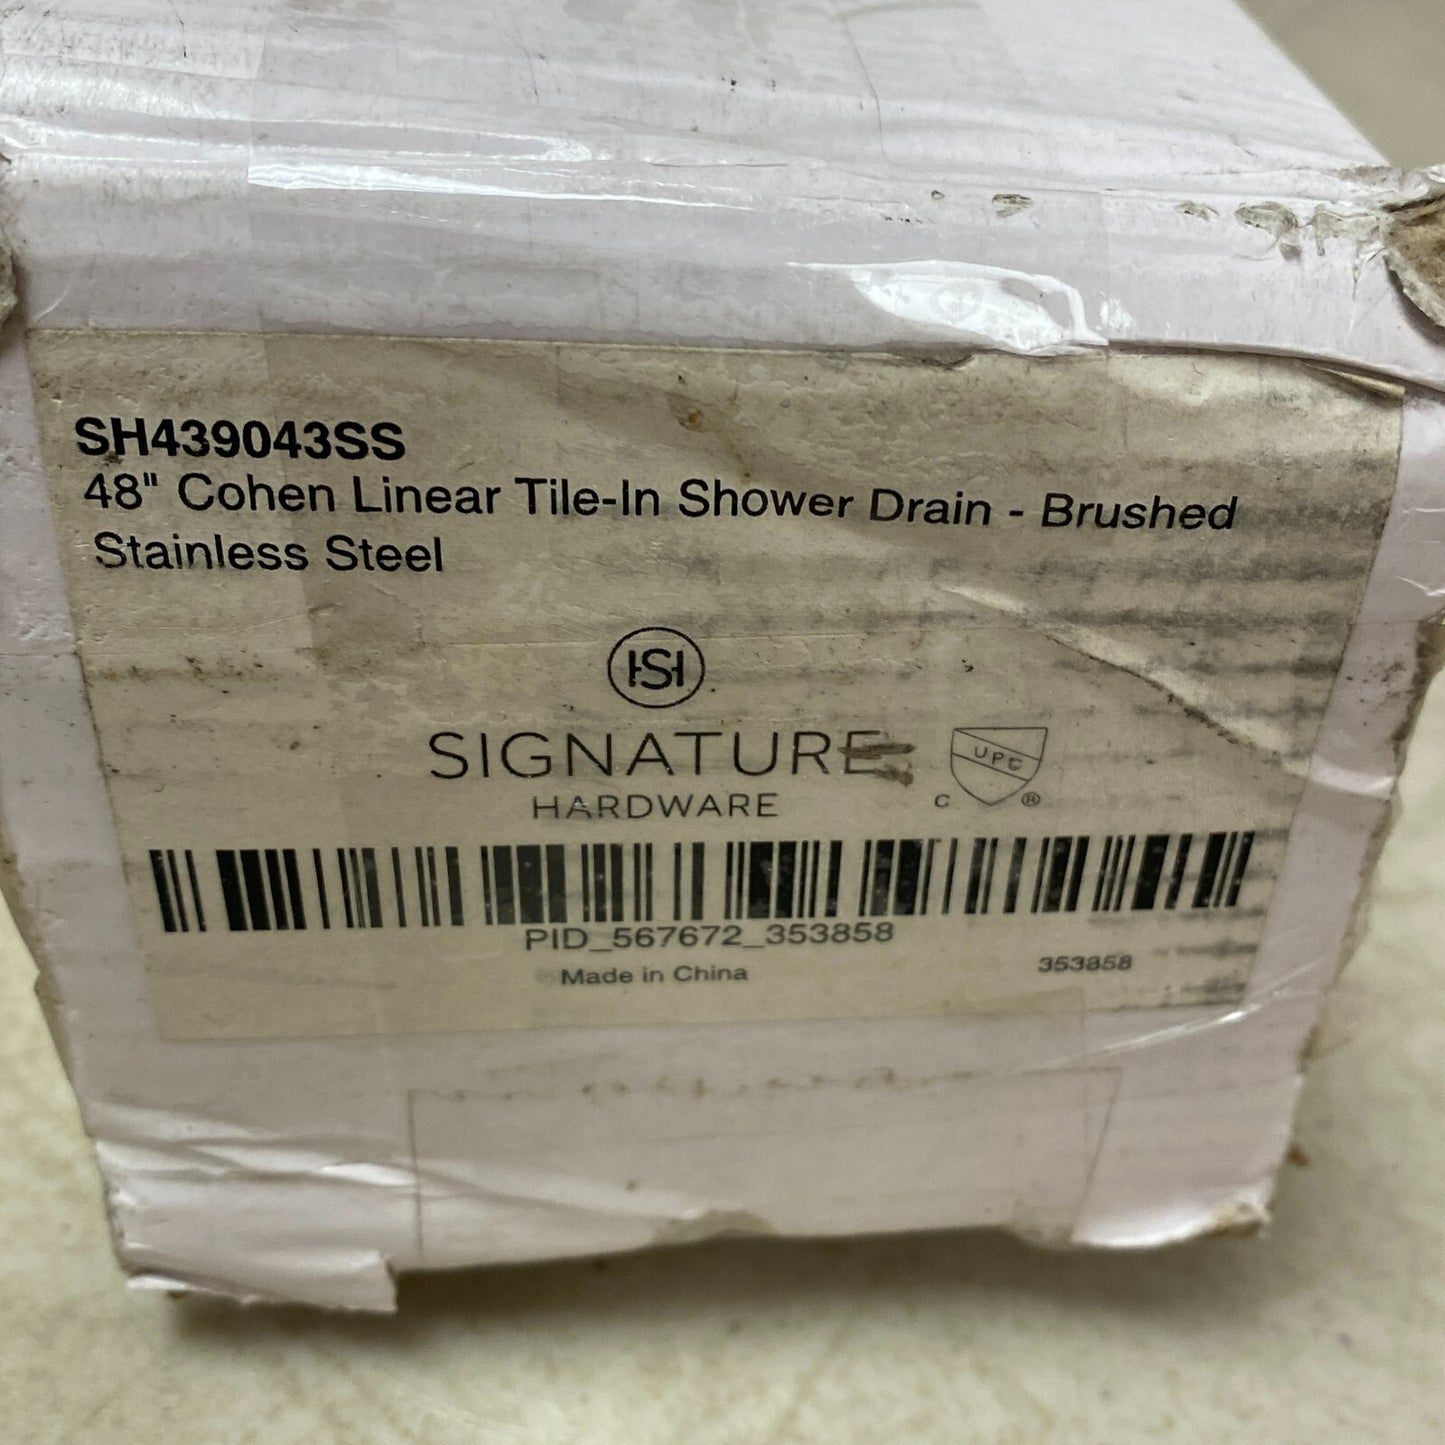 SH439043SS
48" Cohen Linear Tile-In Shower Drain - Brushed
Stainless Steel
HSH
SIGNATURE
HARDWARE
UPC
C ®
PID_567672_353858
Made in China
353858